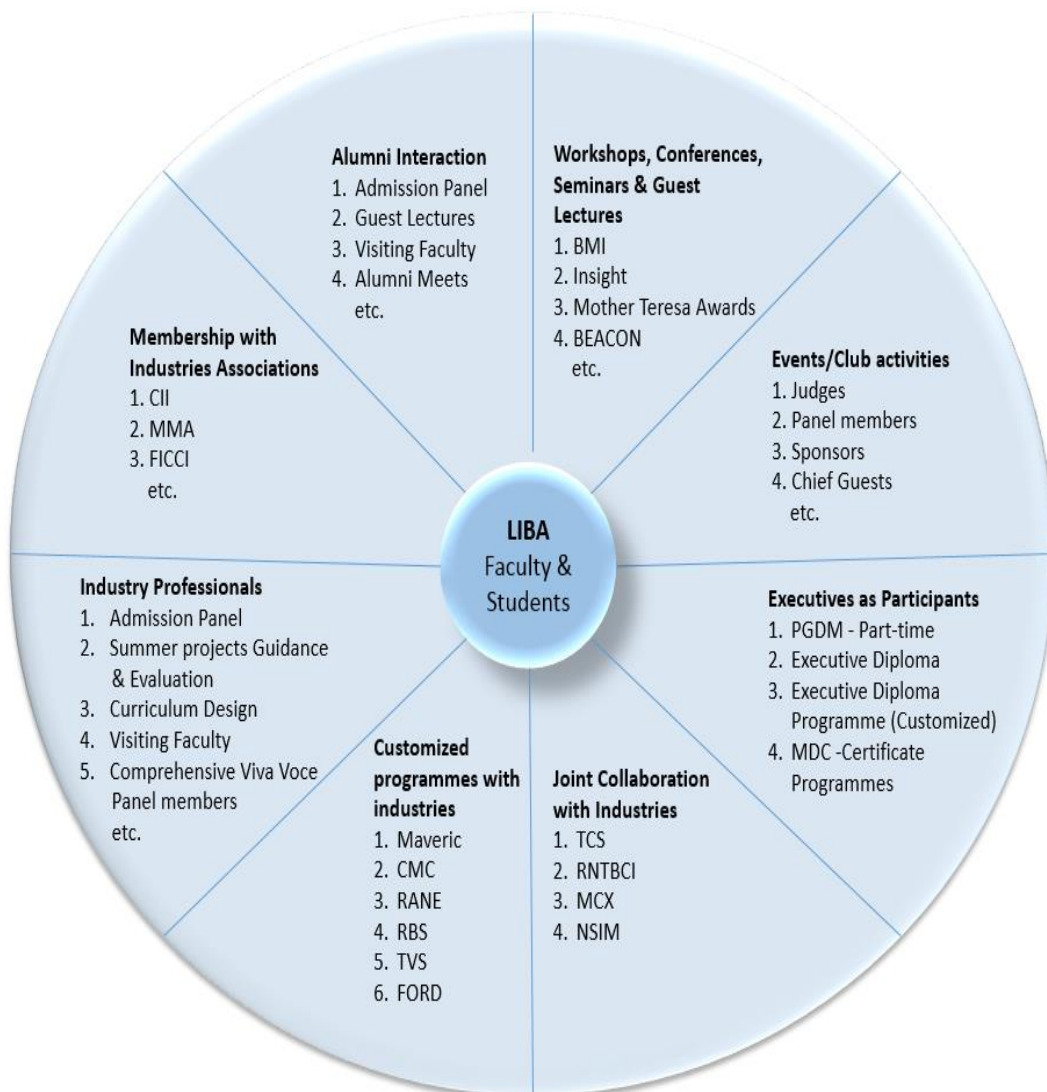 Alumni Interaction
1. Admission Panel
2. Guest Lectures
3. Visiting Faculty
4. Alumni Meets
etc.
Workshops, Conferences,
Seminars & Guest
Lectures
1. BMI
2. Insight
3. Mother Teresa Awards
4. BEACON
etc.
Membership with
Industries Associations
1. CII
2. MMA
3. FICCI
etc.
Events/Club activities
1. Judges
2. Panel members
3. Sponsors
4. Chief Guests
etc.
LIBA
Faculty &
Students
Industry Professionals
1. Admission Panel
2. Summer projects Guidance
& Evaluation
3. Curriculum Design
4. Visiting Faculty
5. Comprehensive Viva Voce
Panel members
etc.
Executives as Participants
1. PGDM - Part-time
2. Executive Diploma
3. Executive Diploma
Programme (Customized)
4. MDC -Certificate
Programmes
Customized
programmes with
industries
1. Maveric
2. CMC
3. RANE
4. RBS
5. TVS
6. FORD
Joint Collaboration
with Industries
1. TCS
2. RNTBCI
3. MCX
4. NSIM